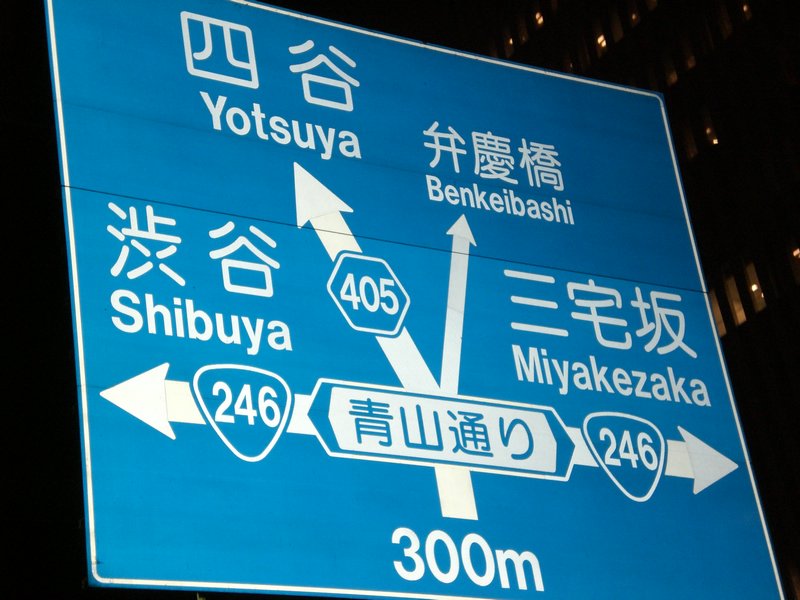 四谷
Yotsuya
弁慶橋
Benkeibashi
渋谷
Shibuya
405
三宅坂
Miyakezaka
246
青山通り
246
300m